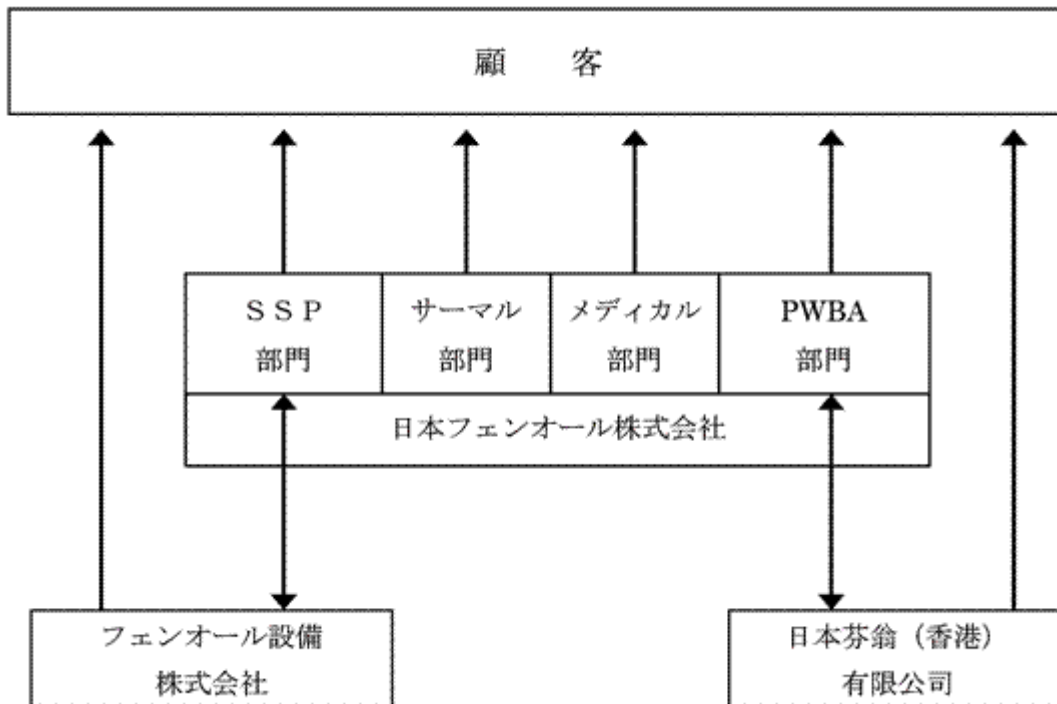 顧　　客
ＳＳＰ
部門
サーマル
部門
メディカル
部門
PWBA
部門
日本フェンオール株式会社
フェンオール設備
株式会社
日本芬翁（香港）
有限公司